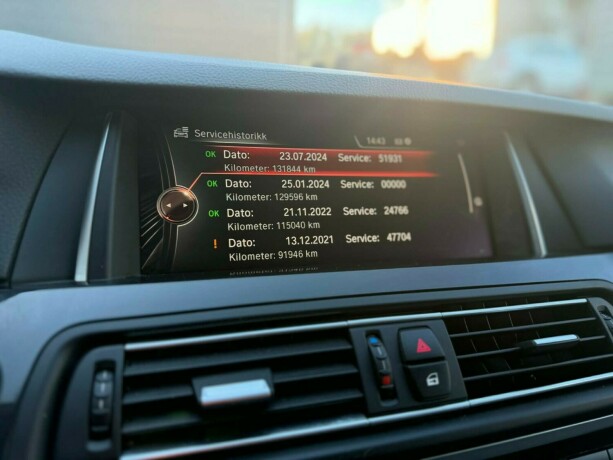 Servicehistorikk 14:43
OK Dato: 23.07.2024 Service: 51931
Kilometer: 131844 km
OK Dato: 25.01.2024 Service: 00000
Kilometer: 129596 km
OK Dato: 21.11.2022 Service: 24766
Kilometer: 115040 km
! Dato: 13.12.2021 Service: 47704
Kilometer: 91946 km